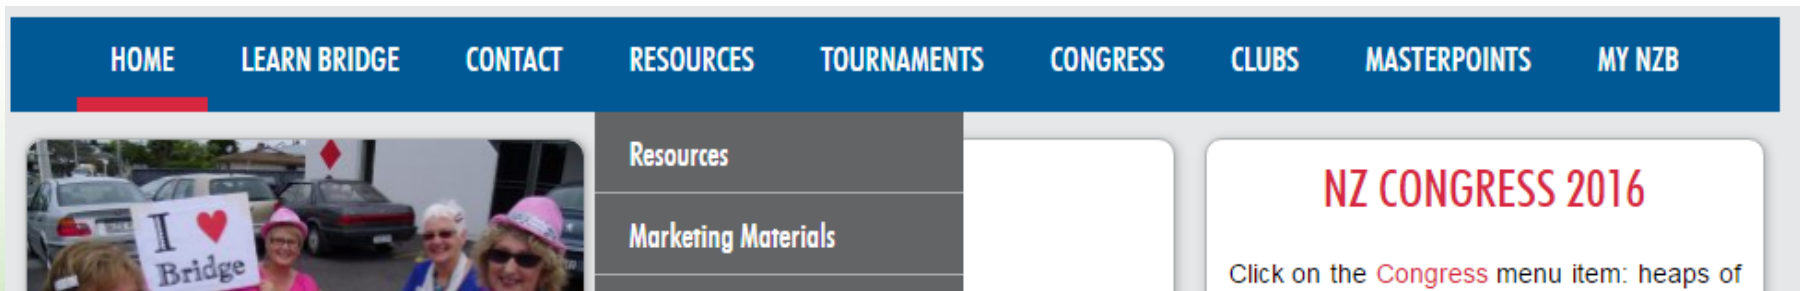 HOME LEARN BRIDGE CONTACT RESOURCES TOURNAMENTS CONGRESS CLUBS MASTERPOINTS MY NZB
Resources
Marketing Materials
I ♥
Bridge
NZ CONGRESS 2016
Click on the Congress menu item: heaps of